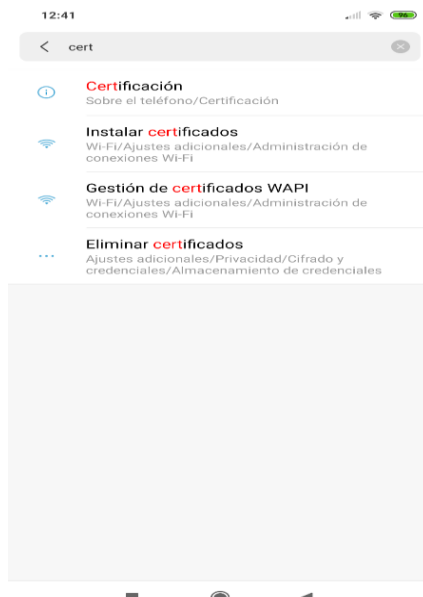 12:41
96
cert
Certificación
Sobre el teléfono/Certificación
Instalar certificados
Wi-Fi/Ajustes adicionales/Administración de
conexiones Wi-Fi
Gestión de certificados WAPI
Wi-Fi/Ajustes adicionales/Administración de
conexiones Wi-Fi
Eliminar certificados
Ajustes adicionales/Privacidad/Cifrado y
credenciales/Almacenamiento de credenciales